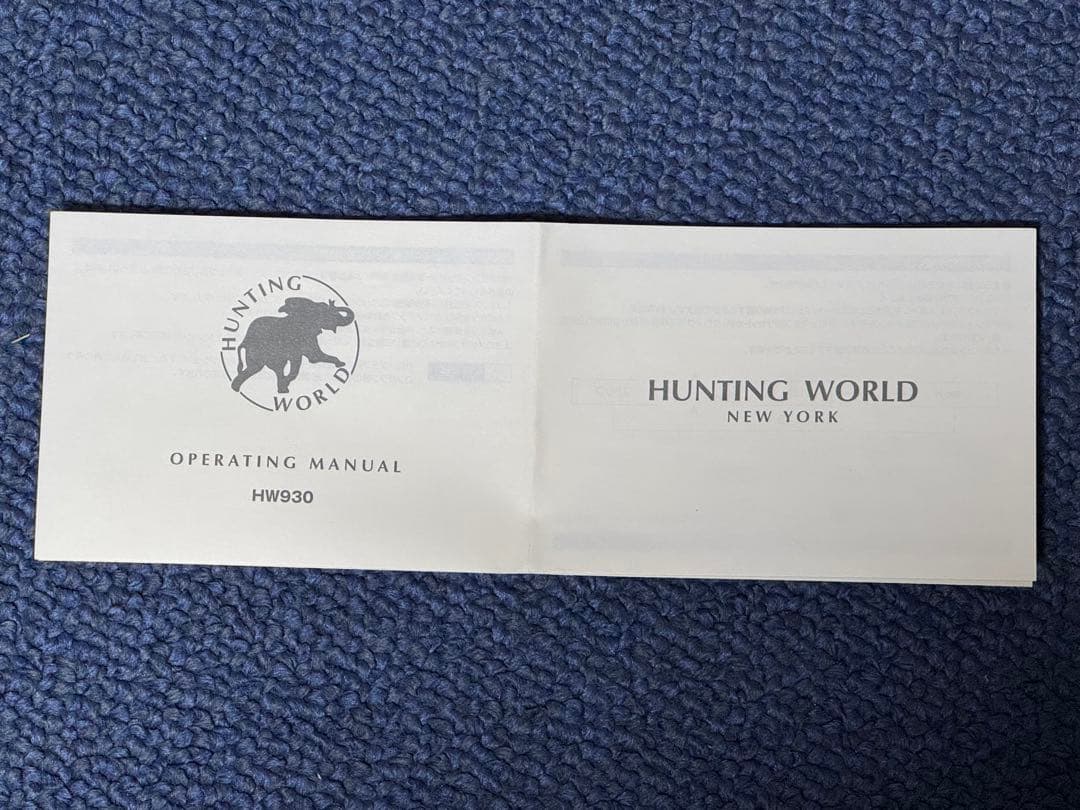 HUNTING
WORLD
OPERATING MANUAL
HW930
HUNTING WORLD
NEW YORK